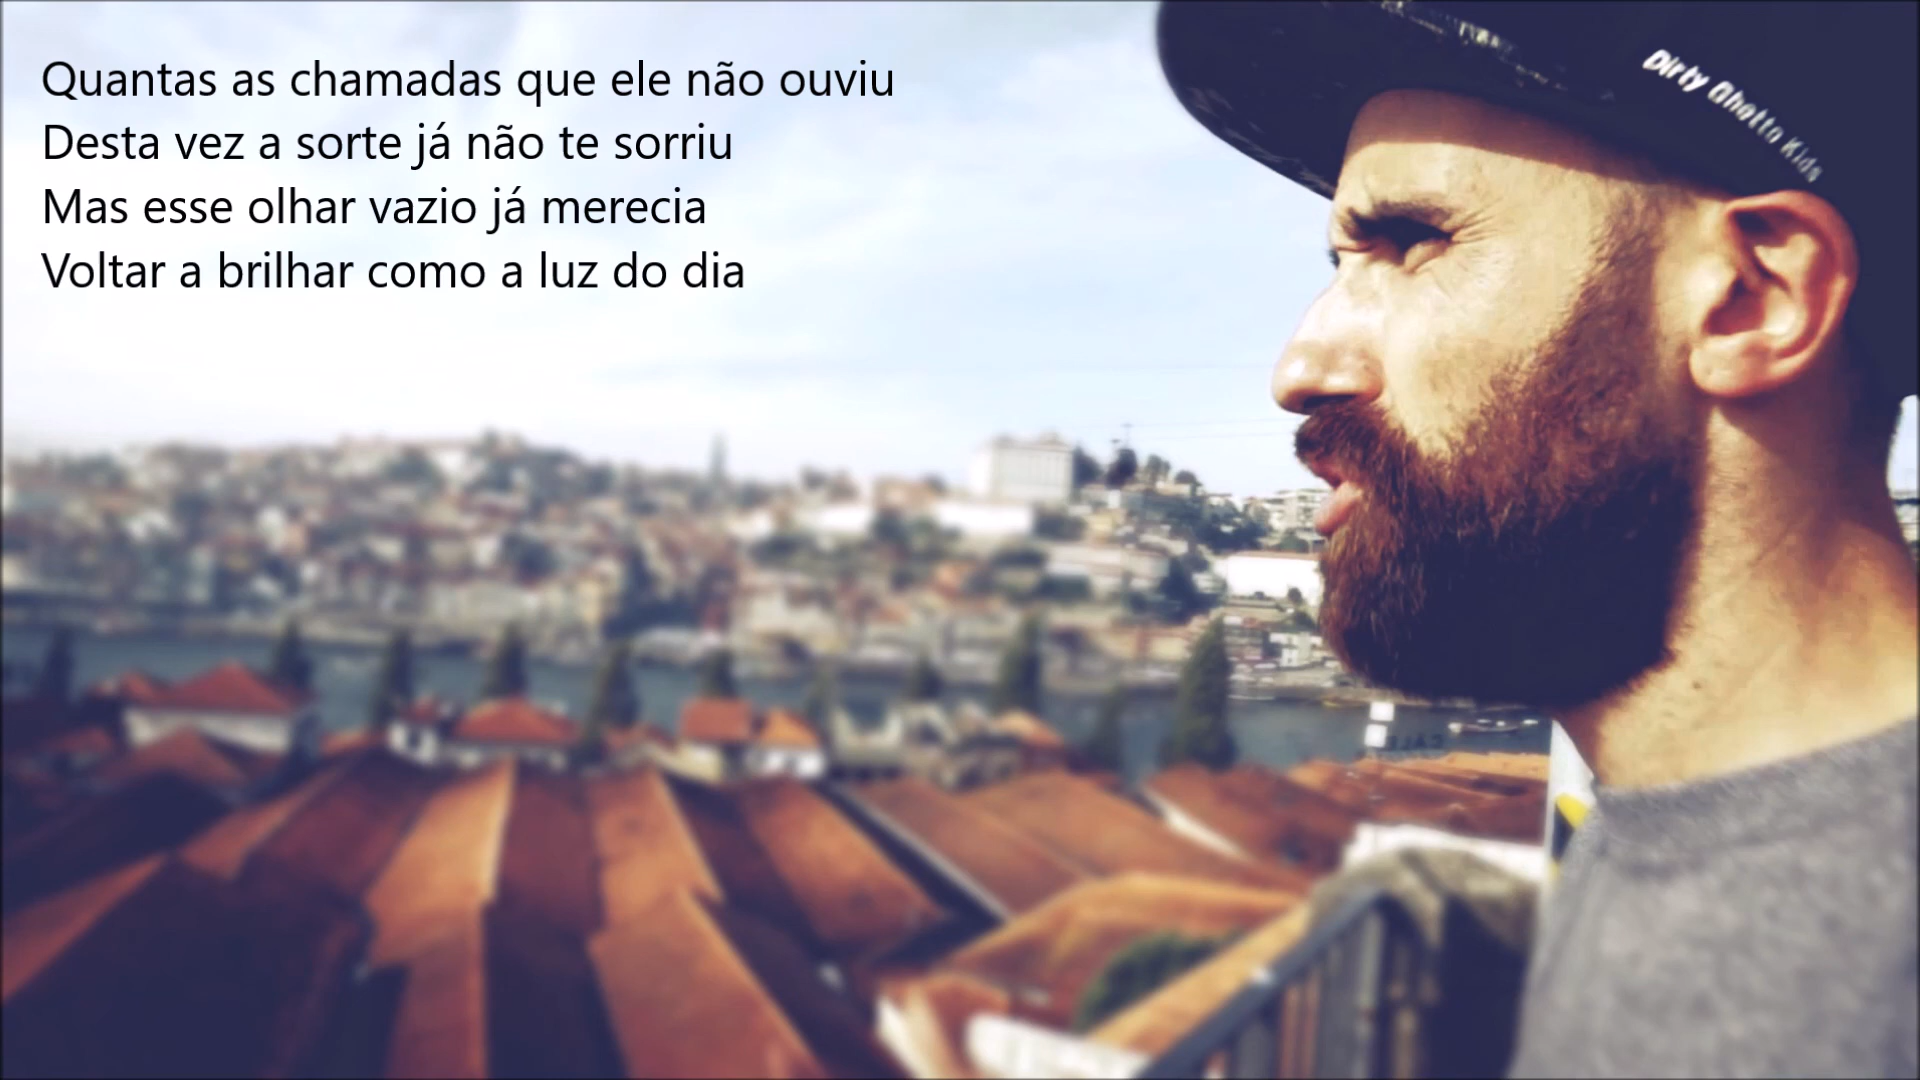 Quantas as chamadas que ele não ouviu
Desta vez a sorte já não te sorriu
Mas esse olhar vazio já merecia
Voltar a brilhar como a luz do dia
Dirty Ghetto Kids